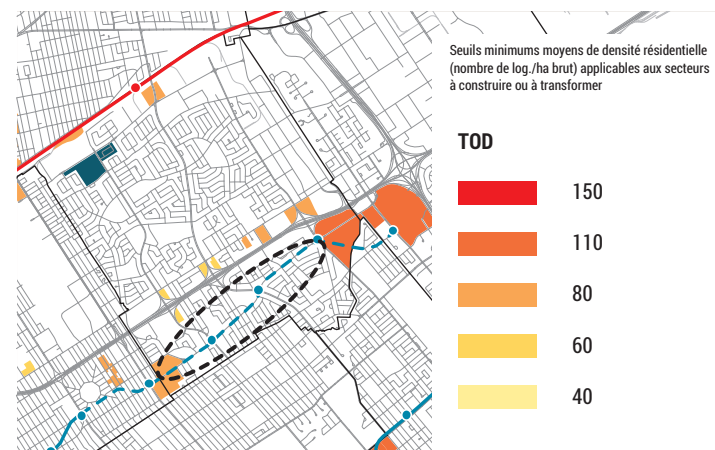 Seuils minimums moyens de densité résidentielle
(nombre de log./ha brut) applicables aux secteurs
à construire ou à transformer
TOD
150
110
80
60
40